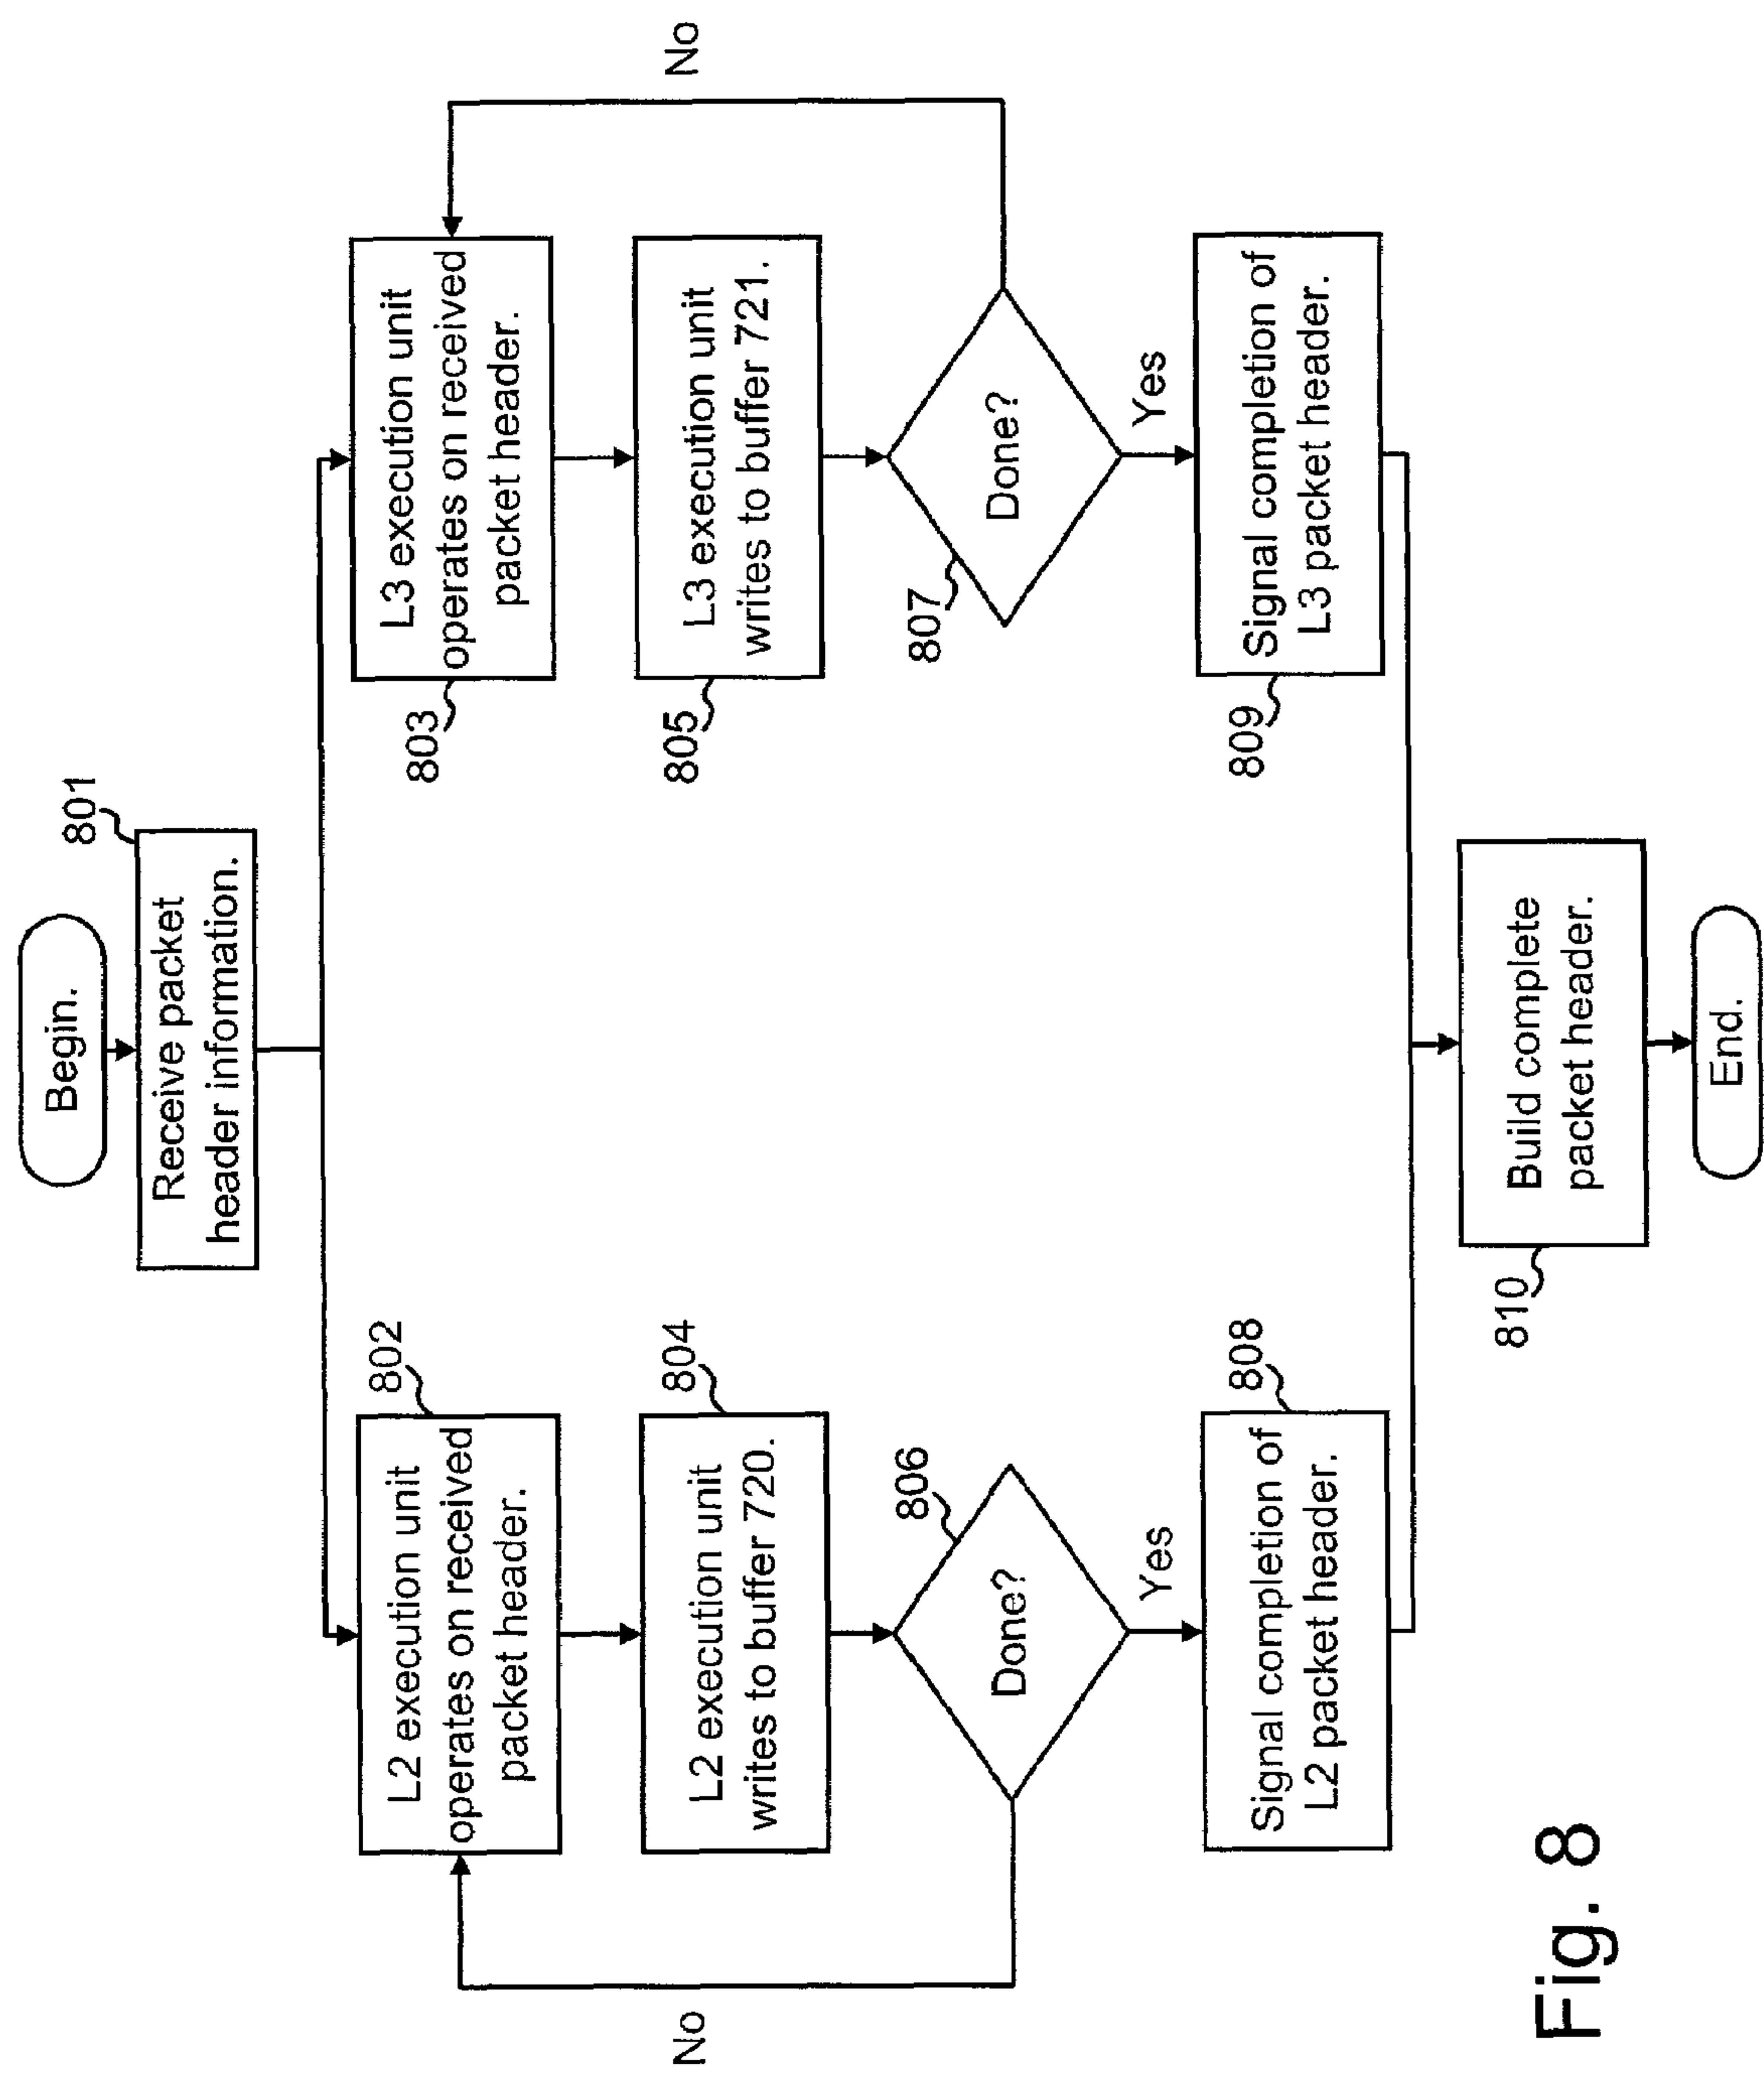 Begin.
801
Receive packet
header information.
802
L2 execution unit
operates on received
packet header.
803
L3 execution unit
operates on received
packet header.
804
L2 execution unit
writes to buffer 720.
805
L3 execution unit
writes to buffer 721.
No
No
806
Done?
807
Done?
Yes
Yes
808
Signal completion of
L2 packet header.
809
Signal completion of
L3 packet header.
810
Build complete
packet header.
End.
Fig. 8